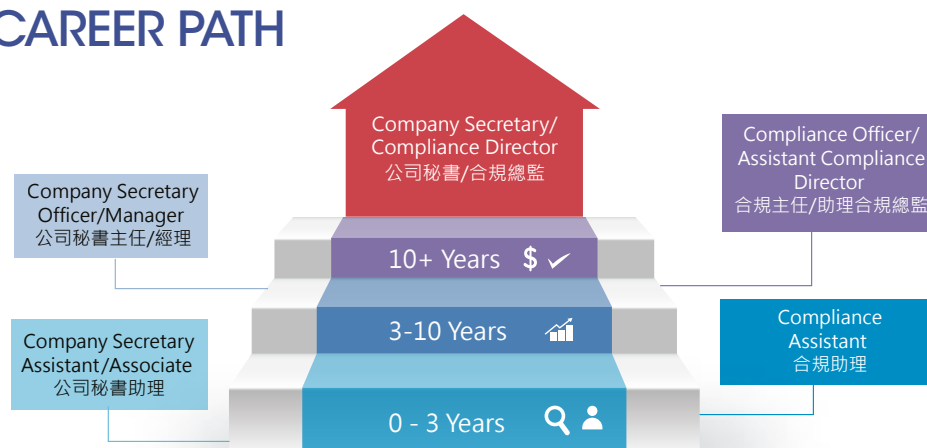 CAREER PATH
Company Secretary/
Compliance Director
公司秘書/合規總監
Company Secretary
Officer/Manager
公司秘書主任/經理
Compliance Officer/
Assistant Compliance
Director
合規主任/助理合規總監
10+ Years $
3-10 Years
Company Secretary
Assistant/Associate
公司秘書助理
Compliance
Assistant
合規助理
0 - 3 Years